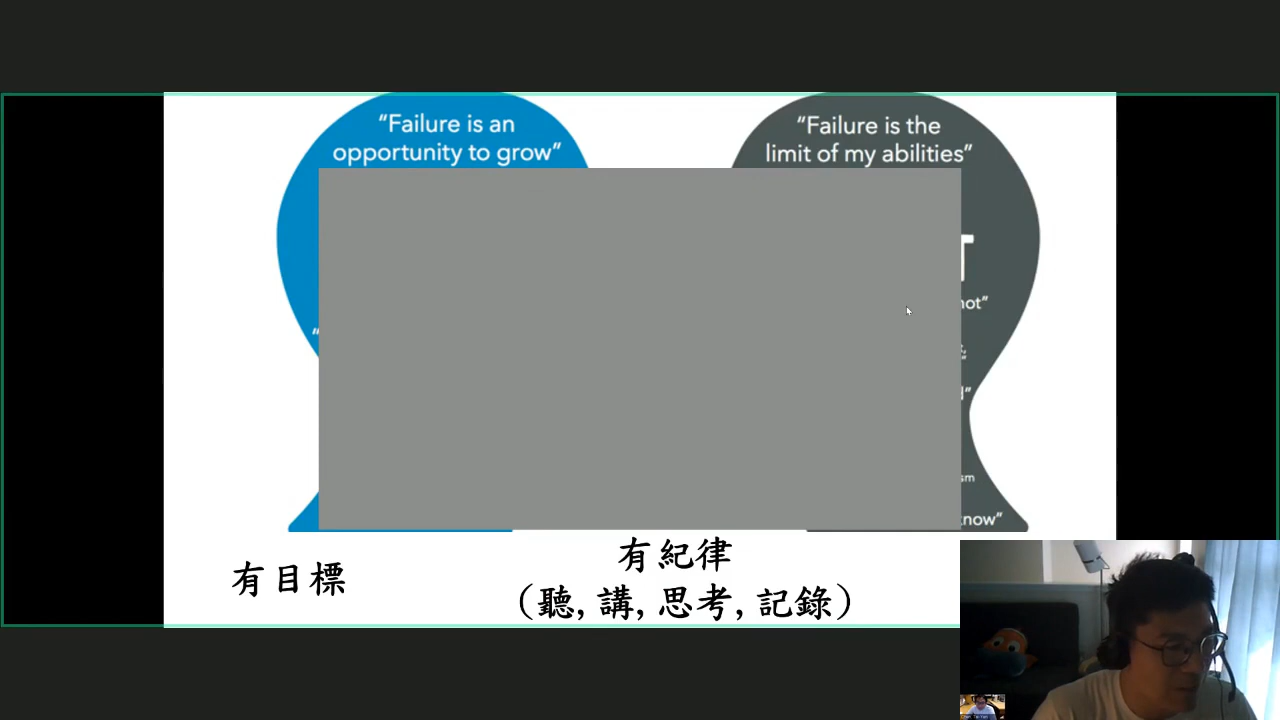 “Failure is an
opportunity to grow”
“Failure is the
limit of my abilities”
有目標
有紀律
（聽, 講, 思考, 記錄）